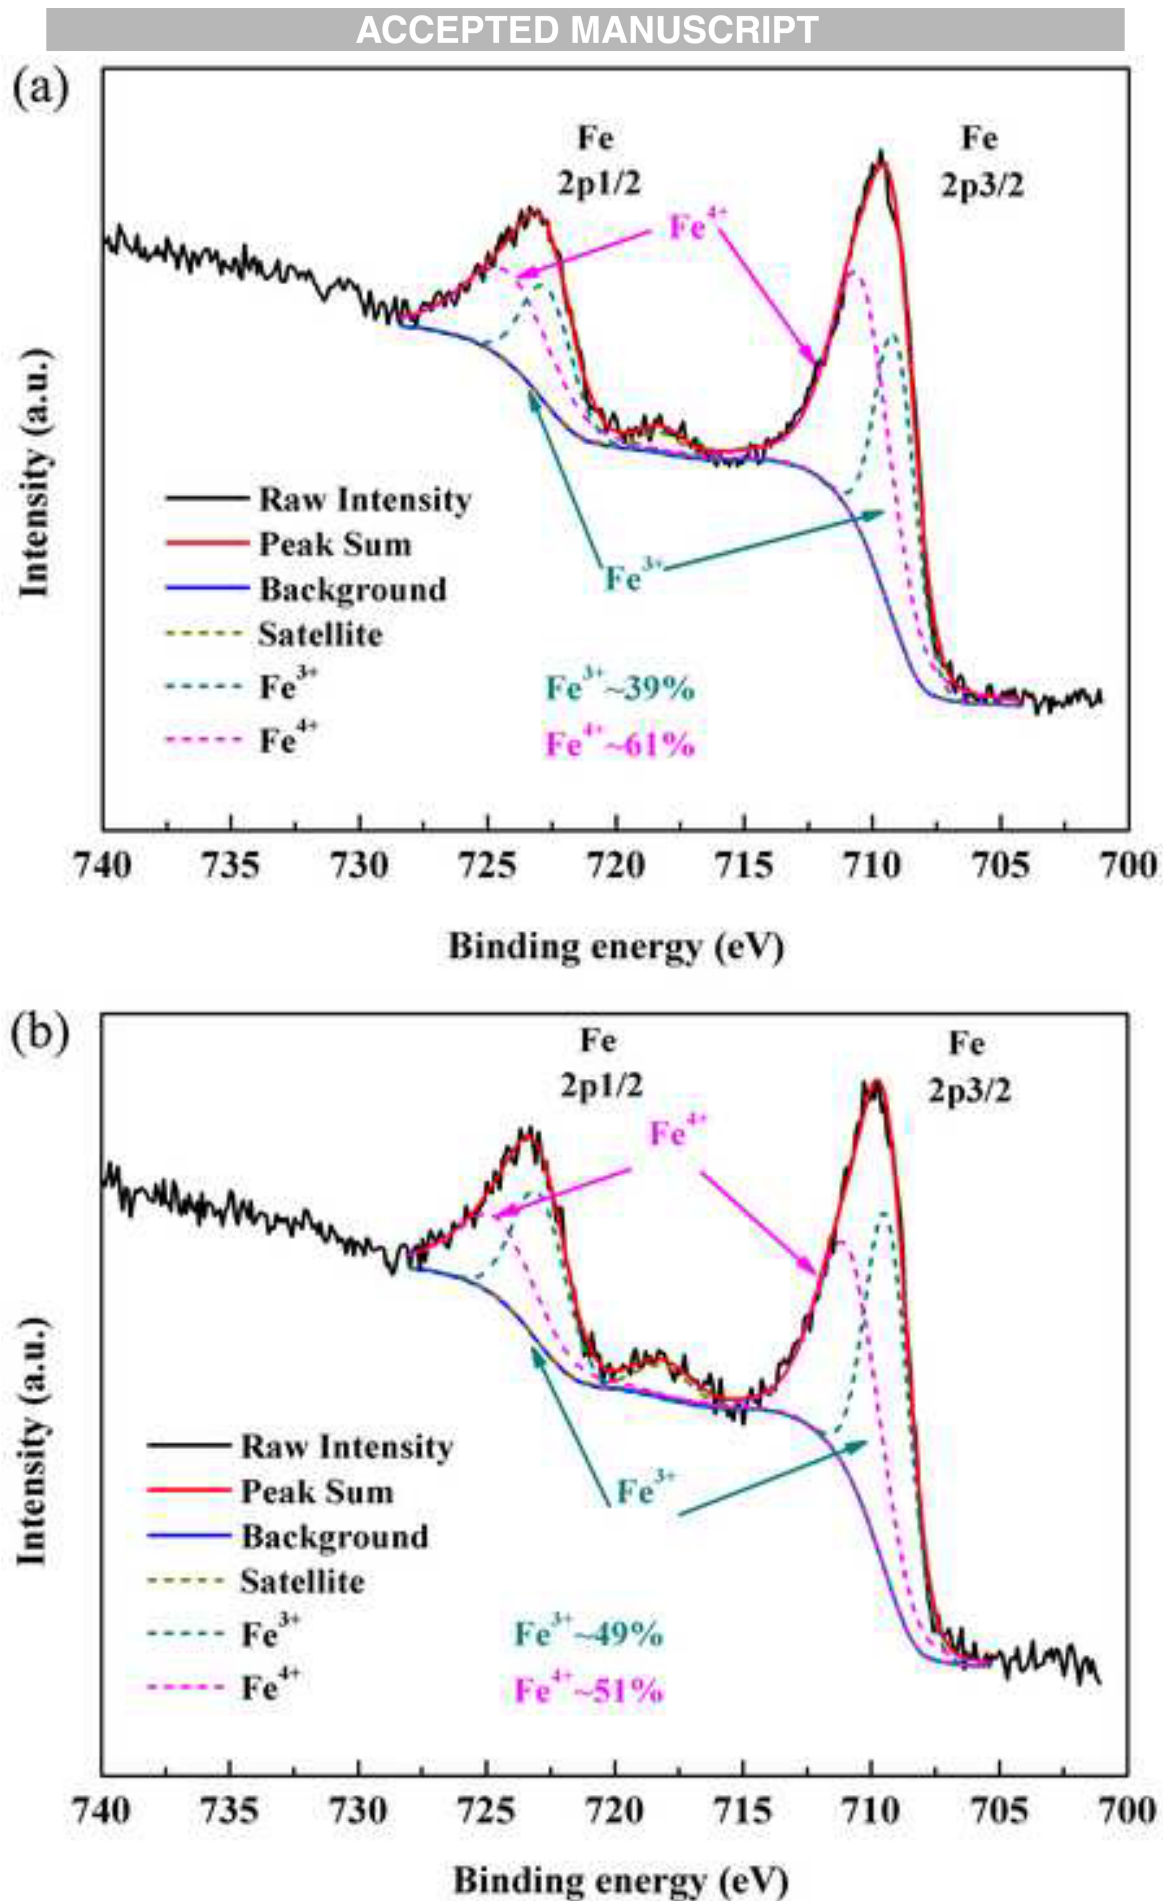 ACCEPTED MANUSCRIPT
(a)
Fe
2p1/2
Fe
2p3/2
Fe4+
Fe3+
Intensity (a.u.)
Raw Intensity
Peak Sum
Background
Satellite
Fe3+
Fe4+
Fe3+~39%
Fe4+~61%
740 735 730 725 720 715 710 705 700
Binding energy (eV)
(b)
Fe
2p1/2
Fe
2p3/2
Fe4+
Fe3+
Intensity (a.u.)
Raw Intensity
Peak Sum
Background
Satellite
Fe3+
Fe4+
Fe3+~49%
Fe4+~51%
740 735 730 725 720 715 710 705 700
Binding energy (eV)